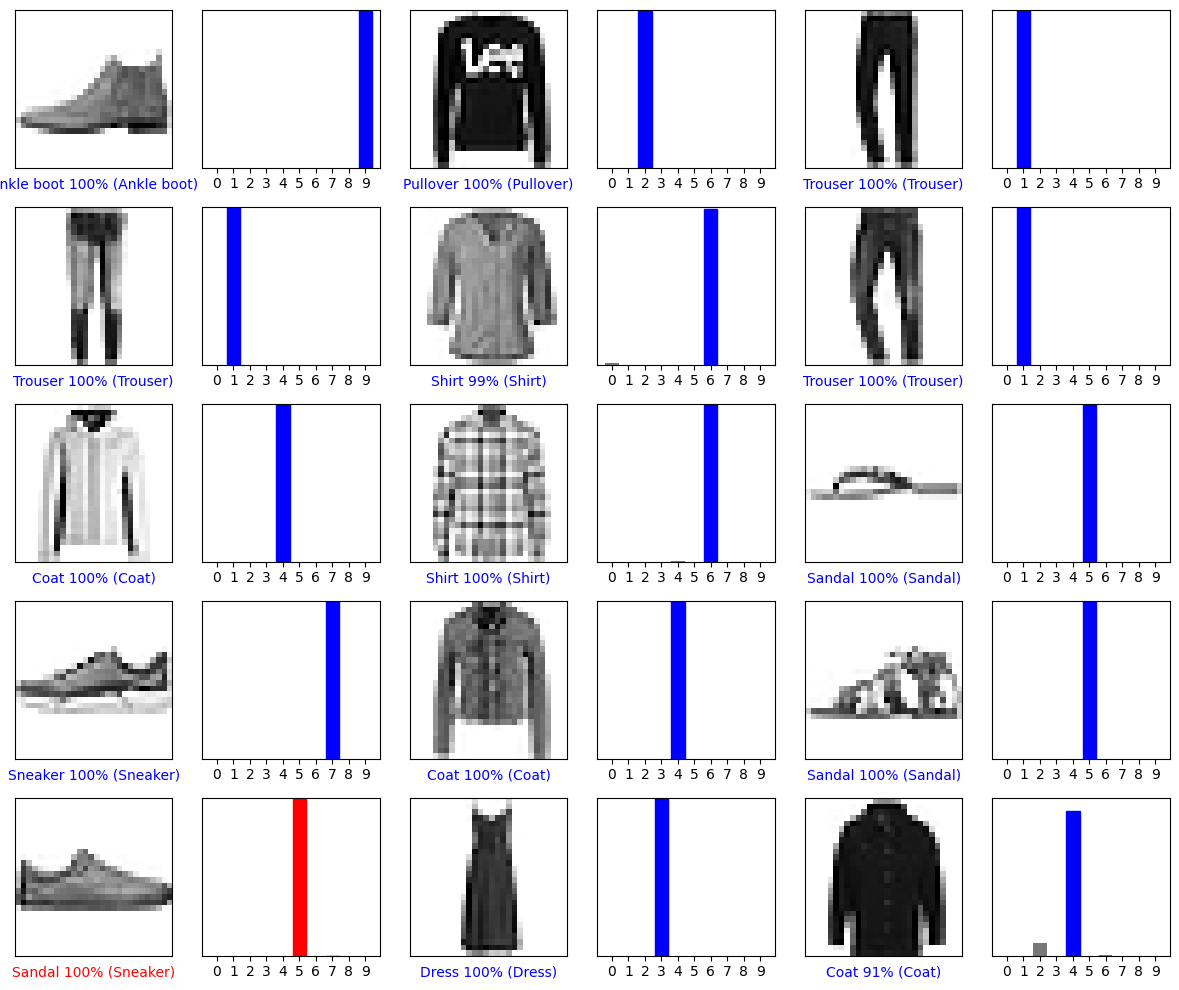 Lee
0 1 2 3 4 5 6 7 8 9 0 1 2 3 4 5 6 7 8 9 0 1 2 3 4 5 6 7 8 9
nkle boot 100% (Ankle boot) Pullover 100% (Pullover) Trouser 100% (Trouser)
0 1 2 3 4 5 6 7 8 9 0 1 2 3 4 5 6 7 8 9 0 1 2 3 4 5 6 7 8 9
Trouser 100% (Trouser) Shirt 99% (Shirt) Trouser 100% (Trouser)
0 1 2 3 4 5 6 7 8 9 0 1 2 3 4 5 6 7 8 9 0 1 2 3 4 5 6 7 8 9
Coat 100% (Coat) Shirt 100% (Shirt) Sandal 100% (Sandal)
0 1 2 3 4 5 6 7 8 9 0 1 2 3 4 5 6 7 8 9 0 1 2 3 4 5 6 7 8 9
Sneaker 100% (Sneaker) Coat 100% (Coat) Sandal 100% (Sandal)
0 1 2 3 4 5 6 7 8 9 0 1 2 3 4 5 6 7 8 9 0 1 2 3 4 5 6 7 8 9
Sandal 100% (Sneaker) Dress 100% (Dress) Coat 91% (Coat)